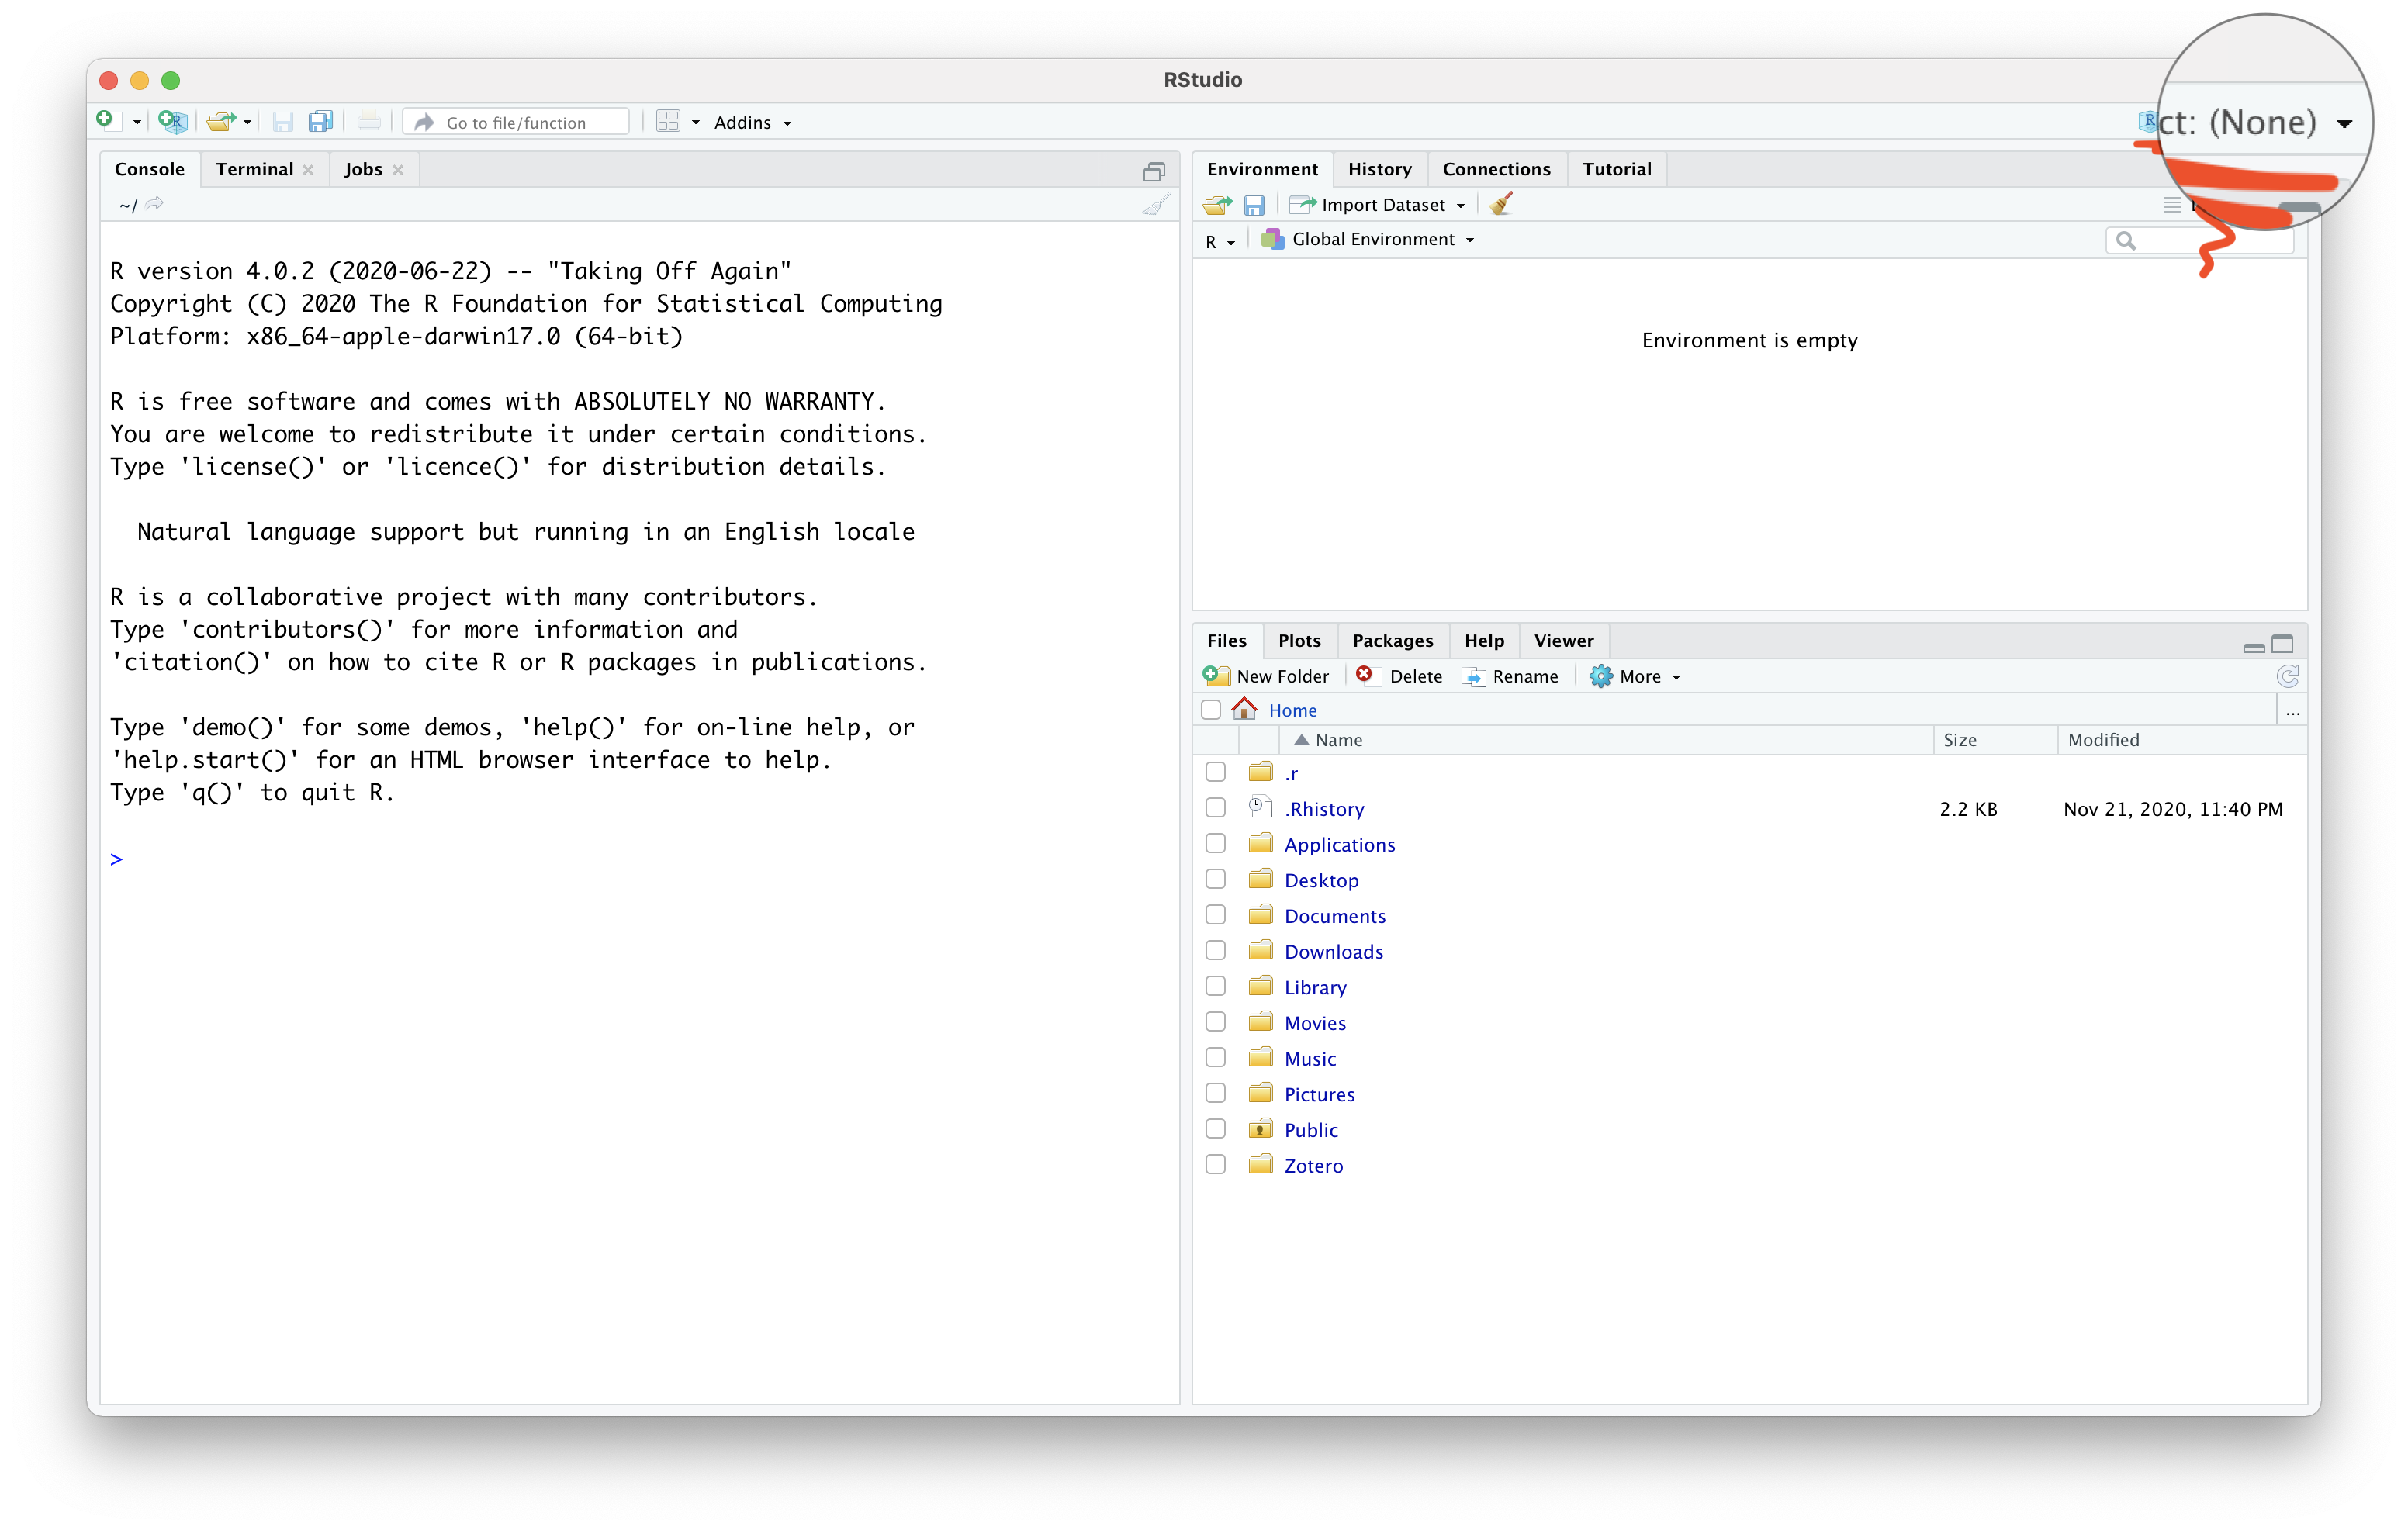 RStudio
Go to file/function
Addins
ct: (None)
Console
Terminal
Jobs
~/
R version 4.0.2 (2020-06-22) -- "Taking Off Again"
Copyright (C) 2020 The R Foundation for Statistical Computing
Platform: x86_64-apple-darwin17.0 (64-bit)
R is free software and comes with ABSOLUTELY NO WARRANTY.
You are welcome to redistribute it under certain conditions.
Type 'license()' or 'licence()' for distribution details.
Natural language support but running in an English locale
R is a collaborative project with many contributors.
Type 'contributors()' for more information and
'citation()' on how to cite R or R packages in publications.
Type 'demo()' for some demos, 'help()' for on-line help, or
'help.start()' for an HTML browser interface to help.
Type 'q()' to quit R.
>
Environment
History
Connections
Tutorial
Import Dataset
R
Global Environment
Environment is empty
Files
Plots
Packages
Help
Viewer
New Folder
Delete
Rename
More
Home
...
Name
Size
Modified
.r
.Rhistory 2.2 KB Nov 21, 2020, 11:40 PM
Applications
Desktop
Documents
Downloads
Library
Movies
Music
Pictures
Public
Zotero